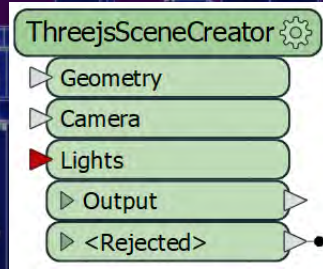 ThreejsSceneCreator
Geometry
Camera
Lights
Output
<Rejected>